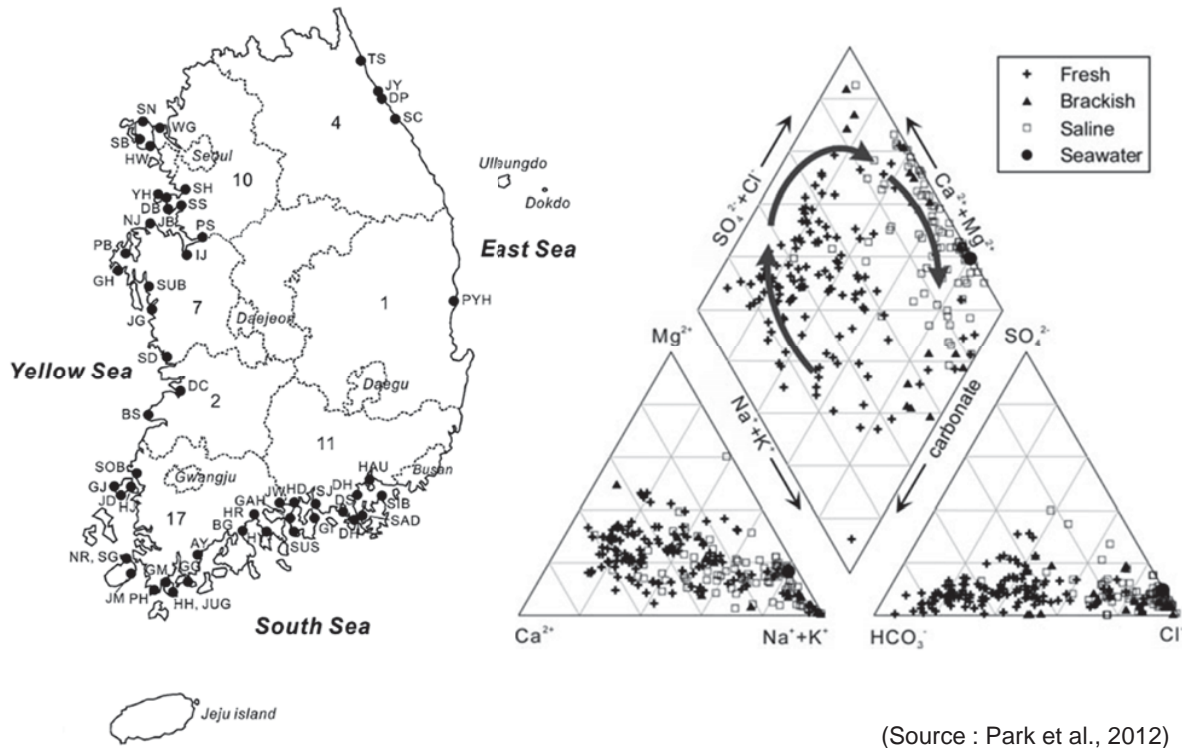 TS
JY
DP
SC
SN
WG
SB
HW
Seoul
4
10
Ulleungdo
Dokdo
YH
SH
DB
SS
NJ
JB
PS
PB
IJ
GH
East Sea
SUB
7
JG
Daejeon
1
PYH
SD
Yellow Sea
DC
Daegu
2
BS
11
SOB
Gwangju
HAU
Busan
GJ
JD
HJ
GAH
JW
HD
SJ
DH
DS
SIB
HR
17
BG
HY
SUS
GI
DH
SAD
NR, SG
AY
GM
GG
JM
PH
HH, JUG
South Sea
Jeju island
Fresh
Brackish
Saline
Seawater
SO₄²⁻+Cl⁻
Ca²⁺+Mg²⁺
Na⁺+K⁺
carbonate
Mg²⁺
SO₄²⁻
Ca²⁺
Na⁺+K⁺
HCO₃⁻
Cl⁻
(Source : Park et al., 2012)